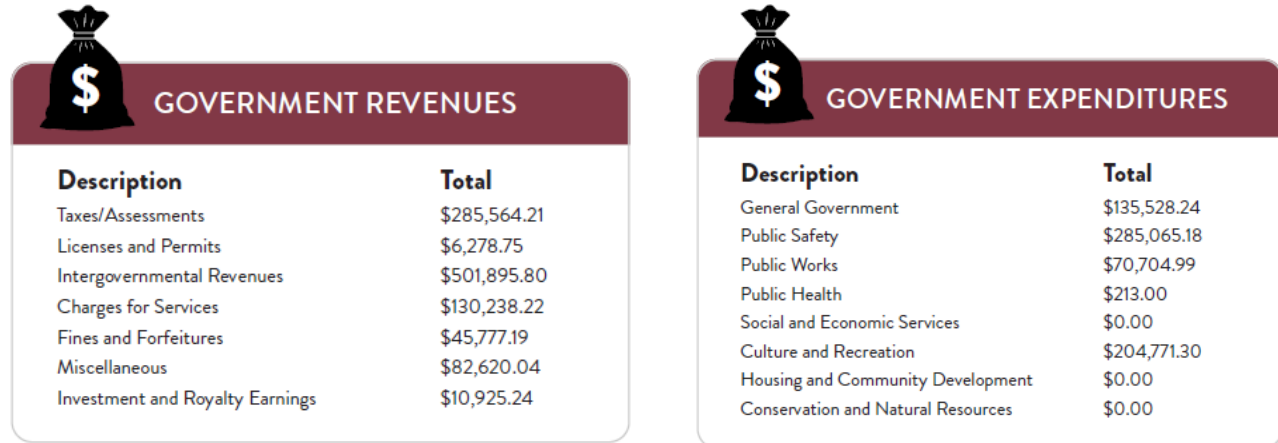 $ GOVERNMENT REVENUES
Description Total
Taxes/Assessments $285,564.21
Licenses and Permits $6,278.75
Intergovernmental Revenues $501,895.80
Charges for Services $130,238.22
Fines and Forfeitures $45,777.19
Miscellaneous $82,620.04
Investment and Royalty Earnings $10,925.24
$ GOVERNMENT EXPENDITURES
Description Total
General Government $135,528.24
Public Safety $285,065.18
Public Works $70,704.99
Public Health $213.00
Social and Economic Services $0.00
Culture and Recreation $204,771.30
Housing and Community Development $0.00
Conservation and Natural Resources $0.00